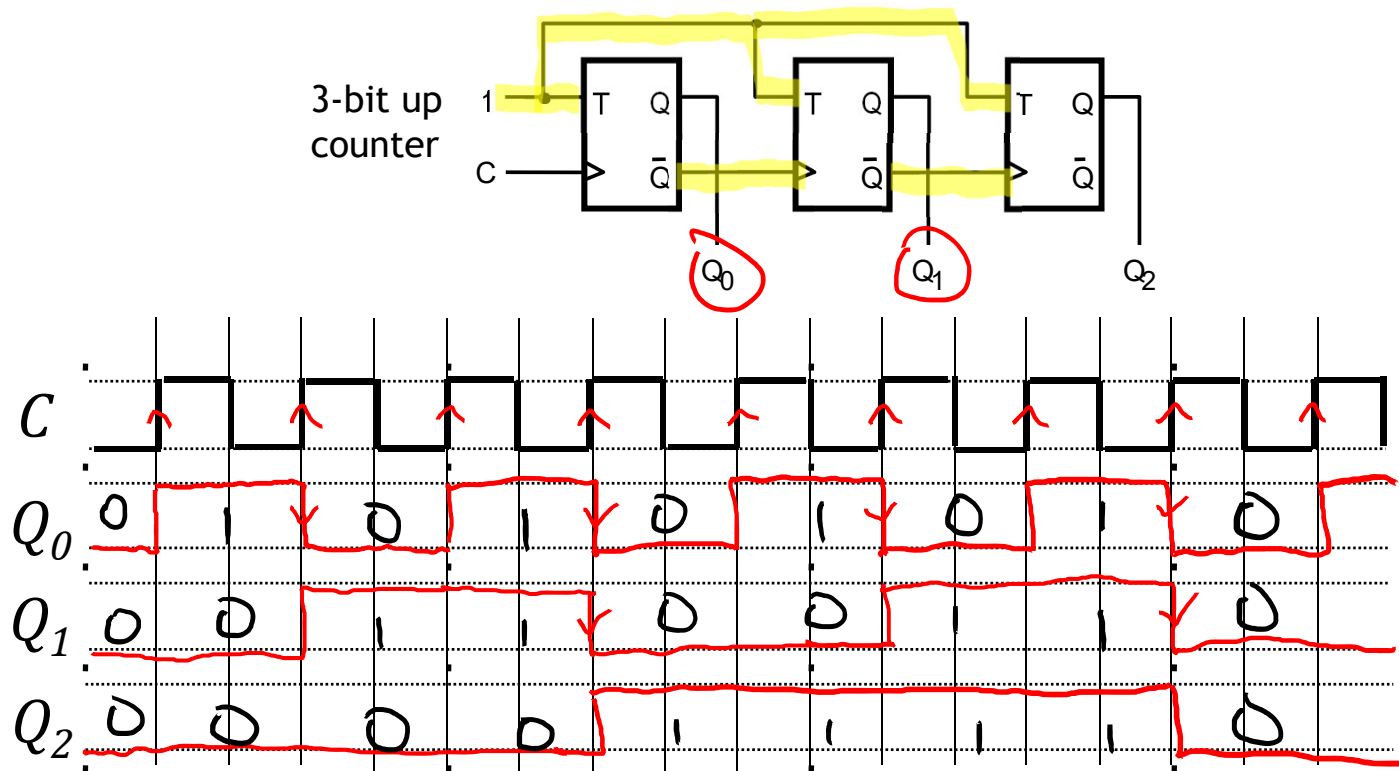 3-bit up
counter
1 T Q T Q T Q
C Q̅ Q̅ Q̅
Q₀ Q₁ Q₂
C
Q₀ 0 1 0 1 0 1 0 1 0
Q₁ 0 0 1 1 0 0 1 1 0
Q₂ 0 0 0 0 1 1 1 1 0